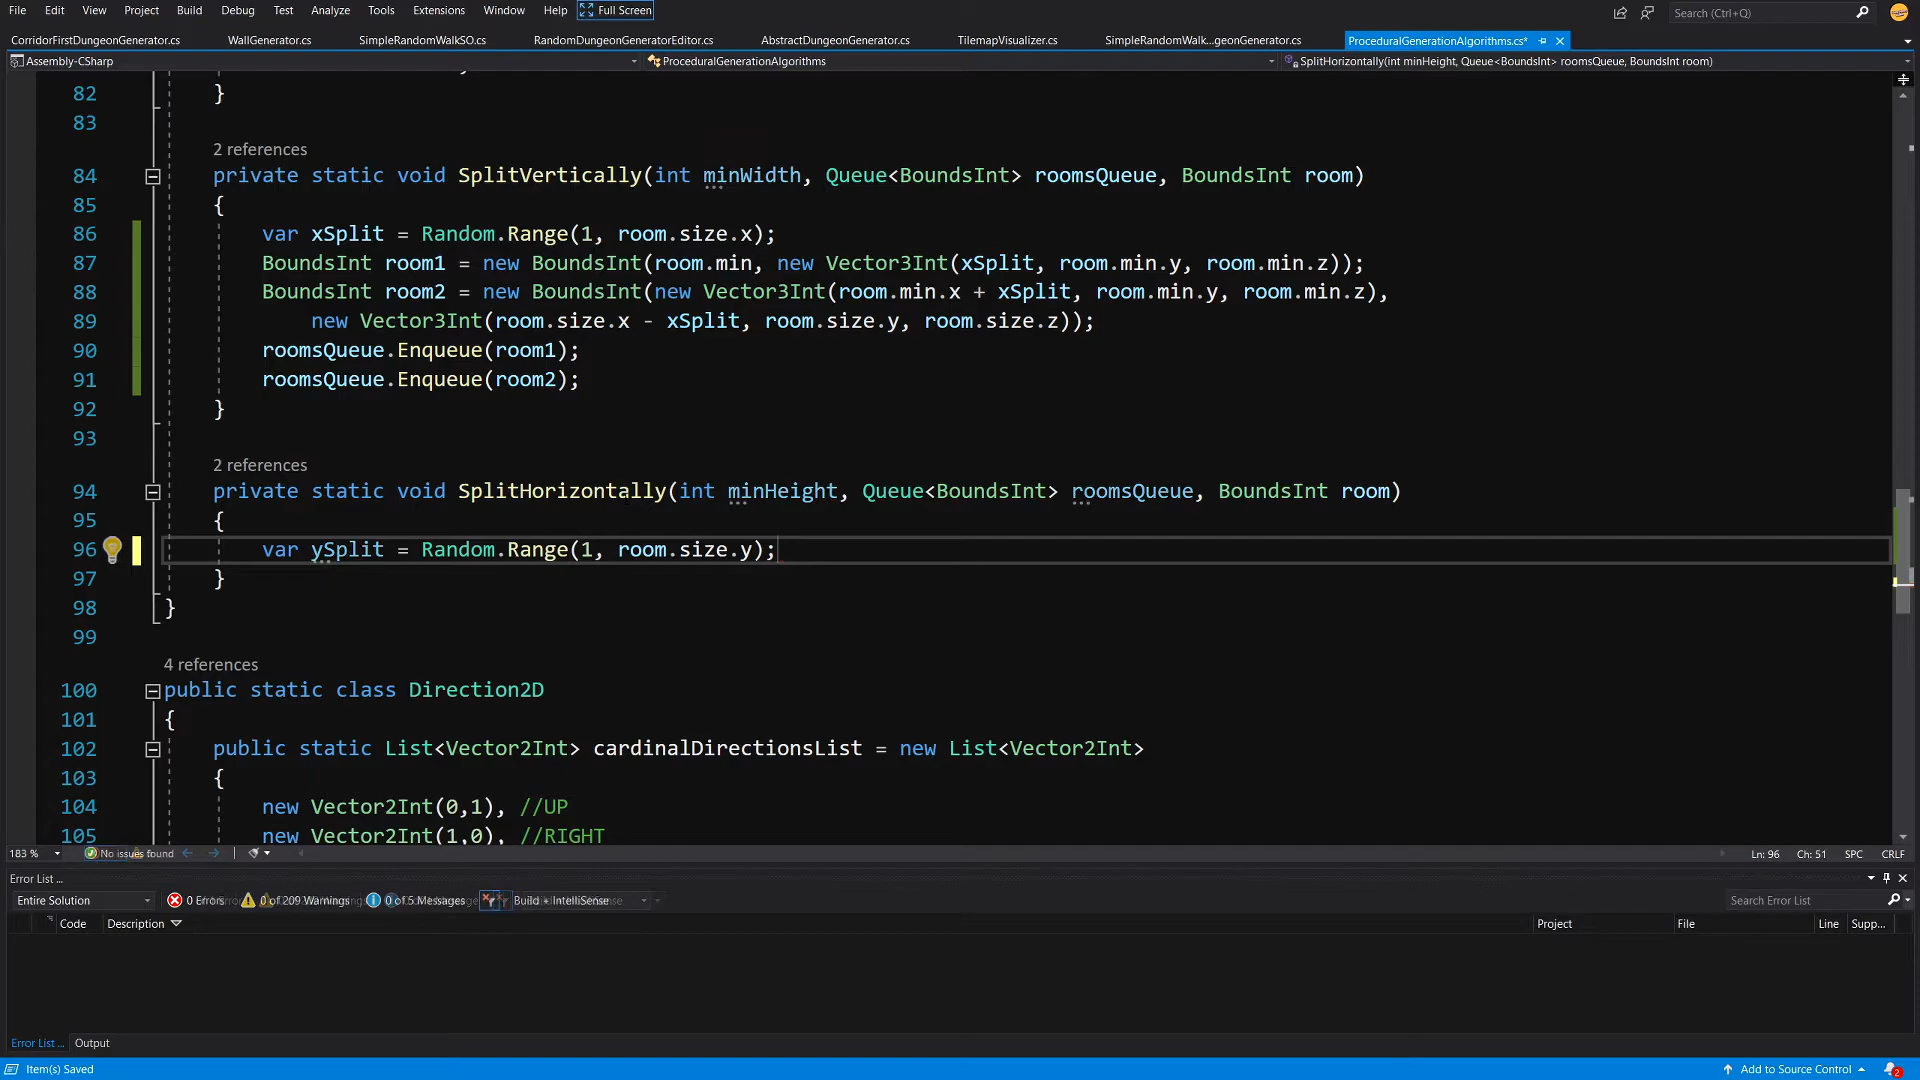 File Edit View Project Build Debug Test Analyze Tools Extensions Window Help Full Screen Search (Ctrl+Q)
CorridorFirstDungeonGenerator.cs WallGenerator.cs SimpleRandomWalkSO.cs RandomDungeonGeneratorEditor.cs AbstractDungeonGenerator.cs TilemapVisualizer.cs SimpleRandomWalk...geonGenerator.cs ProceduralGenerationAlgorithms.cs*
Assembly-CSharp ProceduralGenerationAlgorithms SplitHorizontally(int minHeight, Queue<BoundsInt> roomsQueue, BoundsInt room)
82 }
83
2 references
84 private static void SplitVertically(int minWidth, Queue<BoundsInt> roomsQueue, BoundsInt room)
85 {
86 var xSplit = Random.Range(1, room.size.x);
87 BoundsInt room1 = new BoundsInt(room.min, new Vector3Int(xSplit, room.min.y, room.min.z));
88 BoundsInt room2 = new BoundsInt(new Vector3Int(room.min.x + xSplit, room.min.y, room.min.z),
89 new Vector3Int(room.size.x - xSplit, room.size.y, room.size.z));
90 roomsQueue.Enqueue(room1);
91 roomsQueue.Enqueue(room2);
92 }
93
2 references
94 private static void SplitHorizontally(int minHeight, Queue<BoundsInt> roomsQueue, BoundsInt room)
95 {
96 var ySplit = Random.Range(1, room.size.y);
97 }
98 }
99
4 references
100 public static class Direction2D
101 {
102 public static List<Vector2Int> cardinalDirectionsList = new List<Vector2Int>
103 {
104 new Vector2Int(0,1), //UP
105 new Vector2Int(1,0), //RIGHT
183 % No issues found Ln: 96 Ch: 51 SPC CRLF
Error List ...
Entire Solution 0 Errors 0 of 209 Warnings 0 of 5 Messages Build + IntelliSense Search Error List
Code Description Project File Line Supp...
Error List ... Output
Item(s) Saved Add to Source Control 2